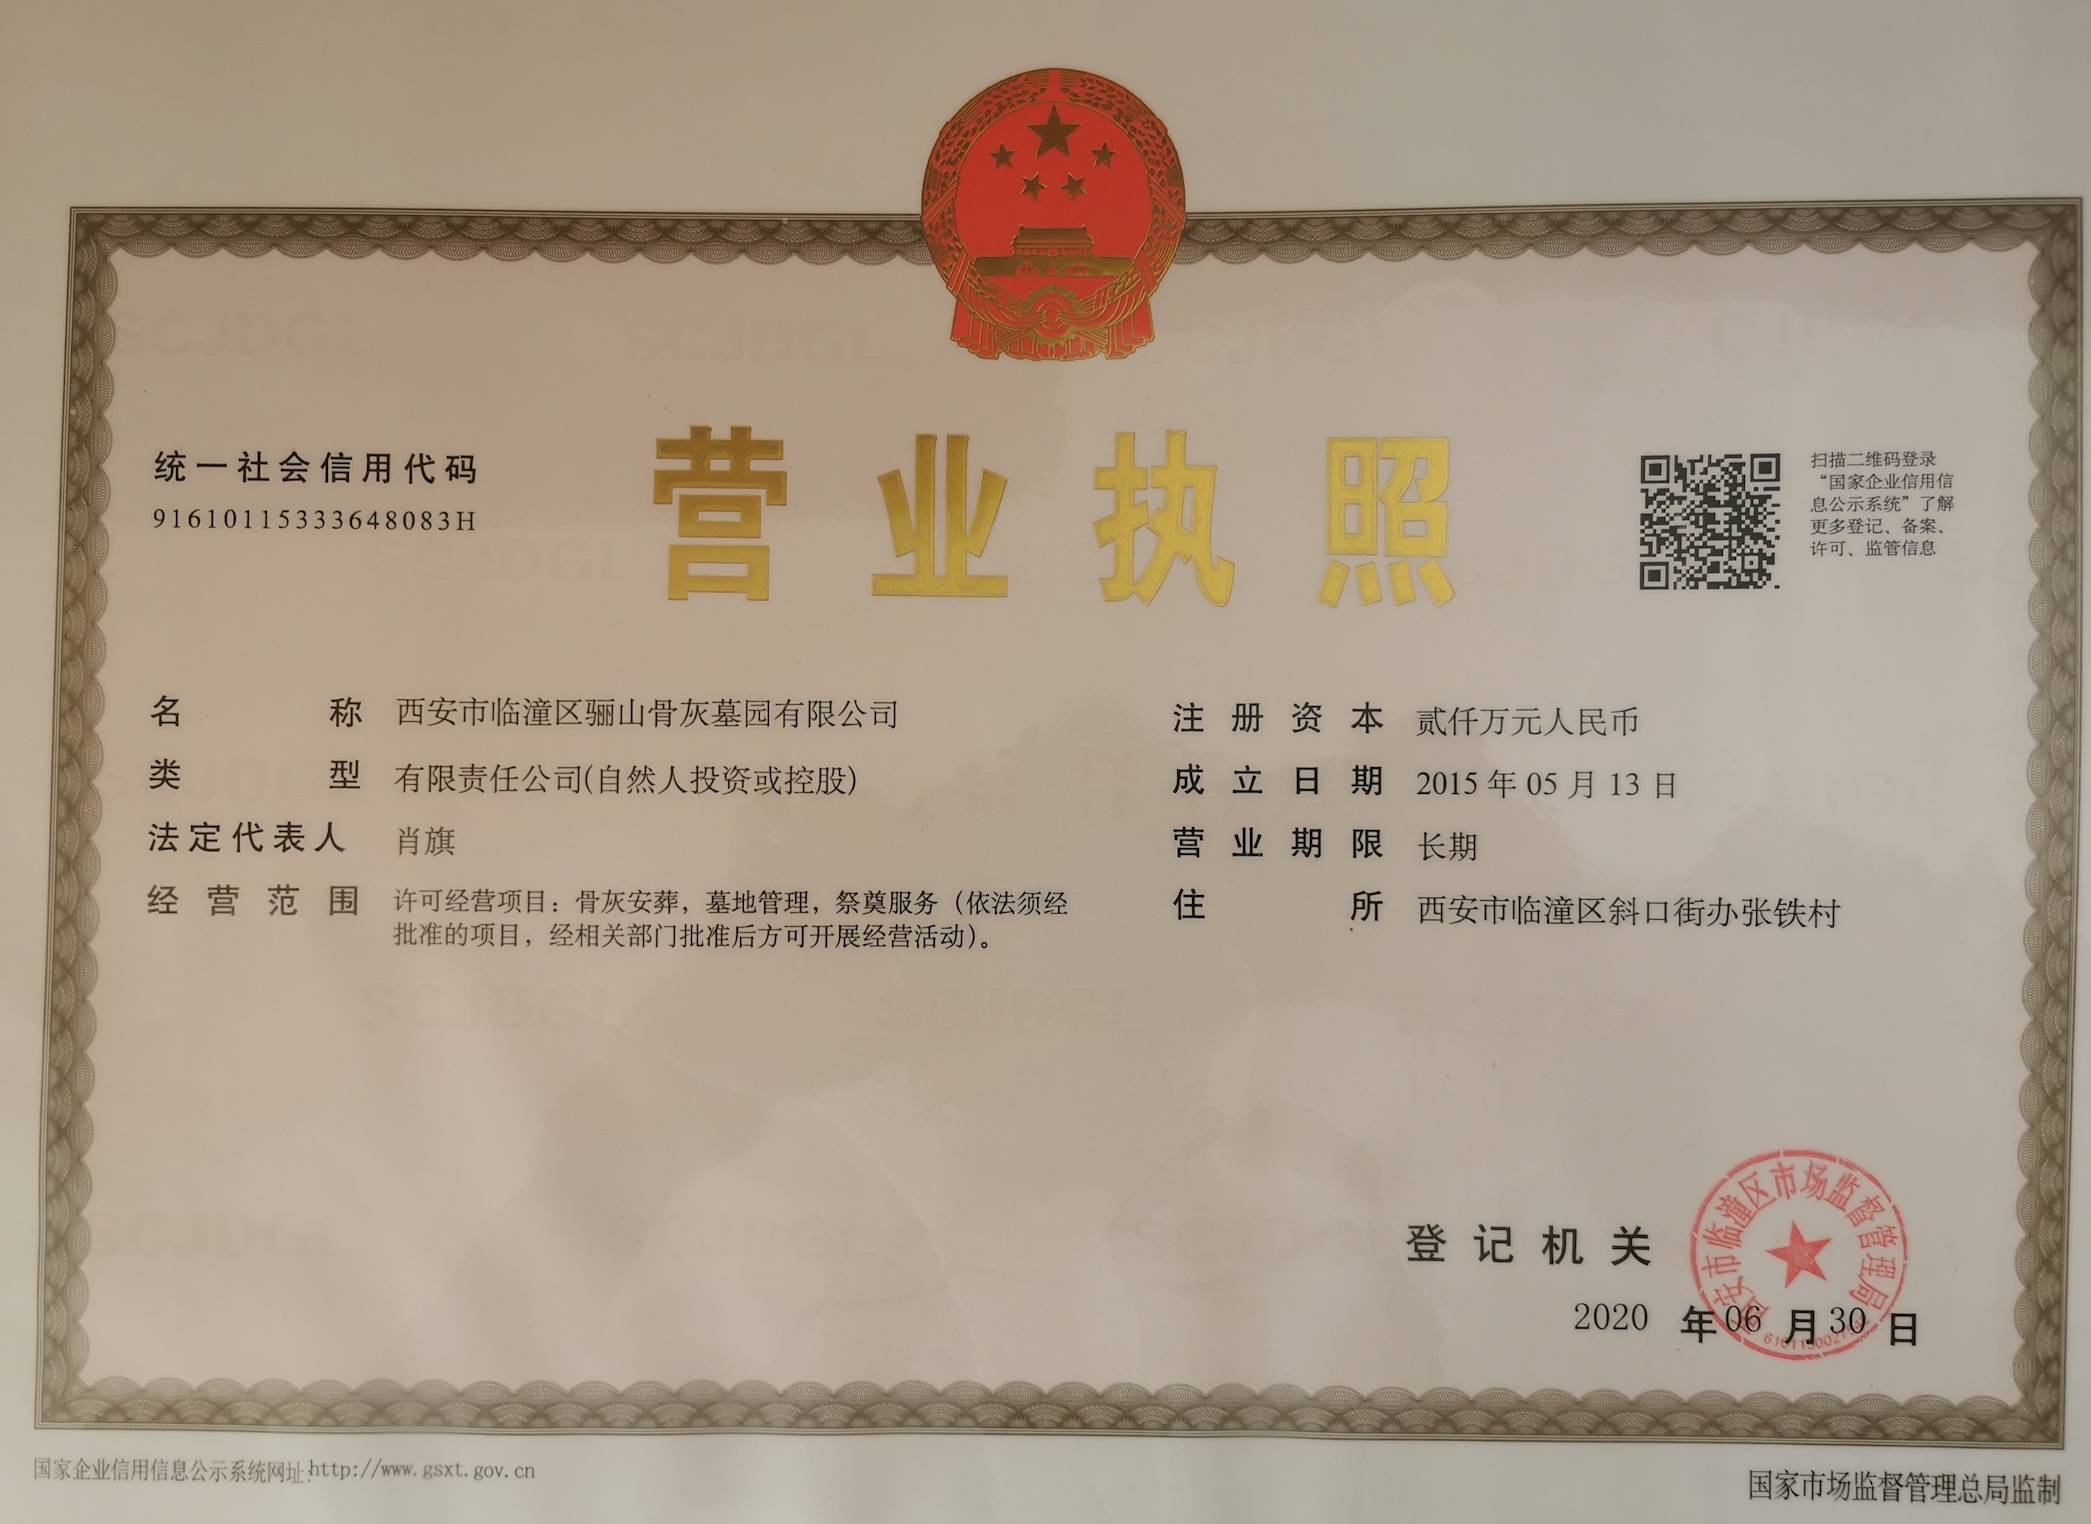 营业执照
统一社会信用代码
91610115333648083H
扫描二维码登录
“国家企业信用信
息公示系统”了解
更多登记、备案、
许可、监管信息
名称 西安市临潼区骊山骨灰墓园有限公司
类型 有限责任公司(自然人投资或控股)
法定代表人 肖旗
经营范围 许可经营项目：骨灰安葬，墓地管理，祭奠服务（依法须经
批准的项目，经相关部门批准后方可开展经营活动）。
注册资本 贰仟万元人民币
成立日期 2015年05月13日
营业期限 长期
住所 西安市临潼区斜口街办张铁村
登记机关
西安市临潼区市场监督管理局
2020年06月30日
国家企业信用信息公示系统网址:http://www.gsxt.gov.cn
国家市场监督管理总局监制
SCJDGL
SCJDGL
SCJDGL
SCJDGL
SCJDGL